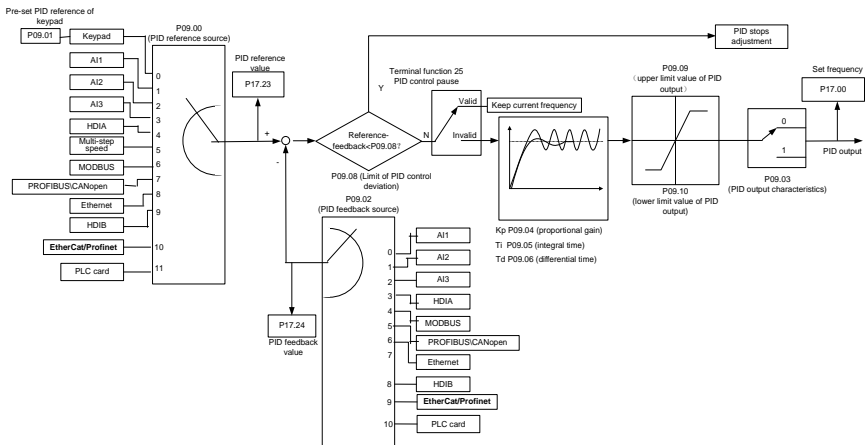 Pre-set PID reference of
keypad
P09.01
Keypad
AI1
AI2
AI3
HDIA
Multi-step
speed
MODBUS
PROFIBUS\CANopen
Ethernet
HDIB
EtherCat/Profinet
PLC card
P09.00
(PID reference source)
0
1
2
3
4
5
6
7
8
9
10
11
PID reference
value
P17.23
+
-
Reference-
feedback<P09.08?
P09.08 (Limit of PID control
deviation)
Y
N
Terminal function 25
PID control pause
Valid
Invalid
Keep current frequency
PID stops
adjustment
Kp P09.04 (proportional gain)
Ti P09.05 (integral time)
Td P09.06 (differential time)
P09.09
(upper limit value of PID
output)
P09.10
(lower limit value of PID
output)
0
1
P09.03
(PID output characteristics)
Set frequency
P17.00
PID output
P17.24
PID feedback
value
P09.02
(PID feedback source)
0
1
2
3
4
5
6
7
8
9
10
AI1
AI2
AI3
HDIA
MODBUS
PROFIBUS\CANopen
Ethernet
HDIB
EtherCat/Profinet
PLC card